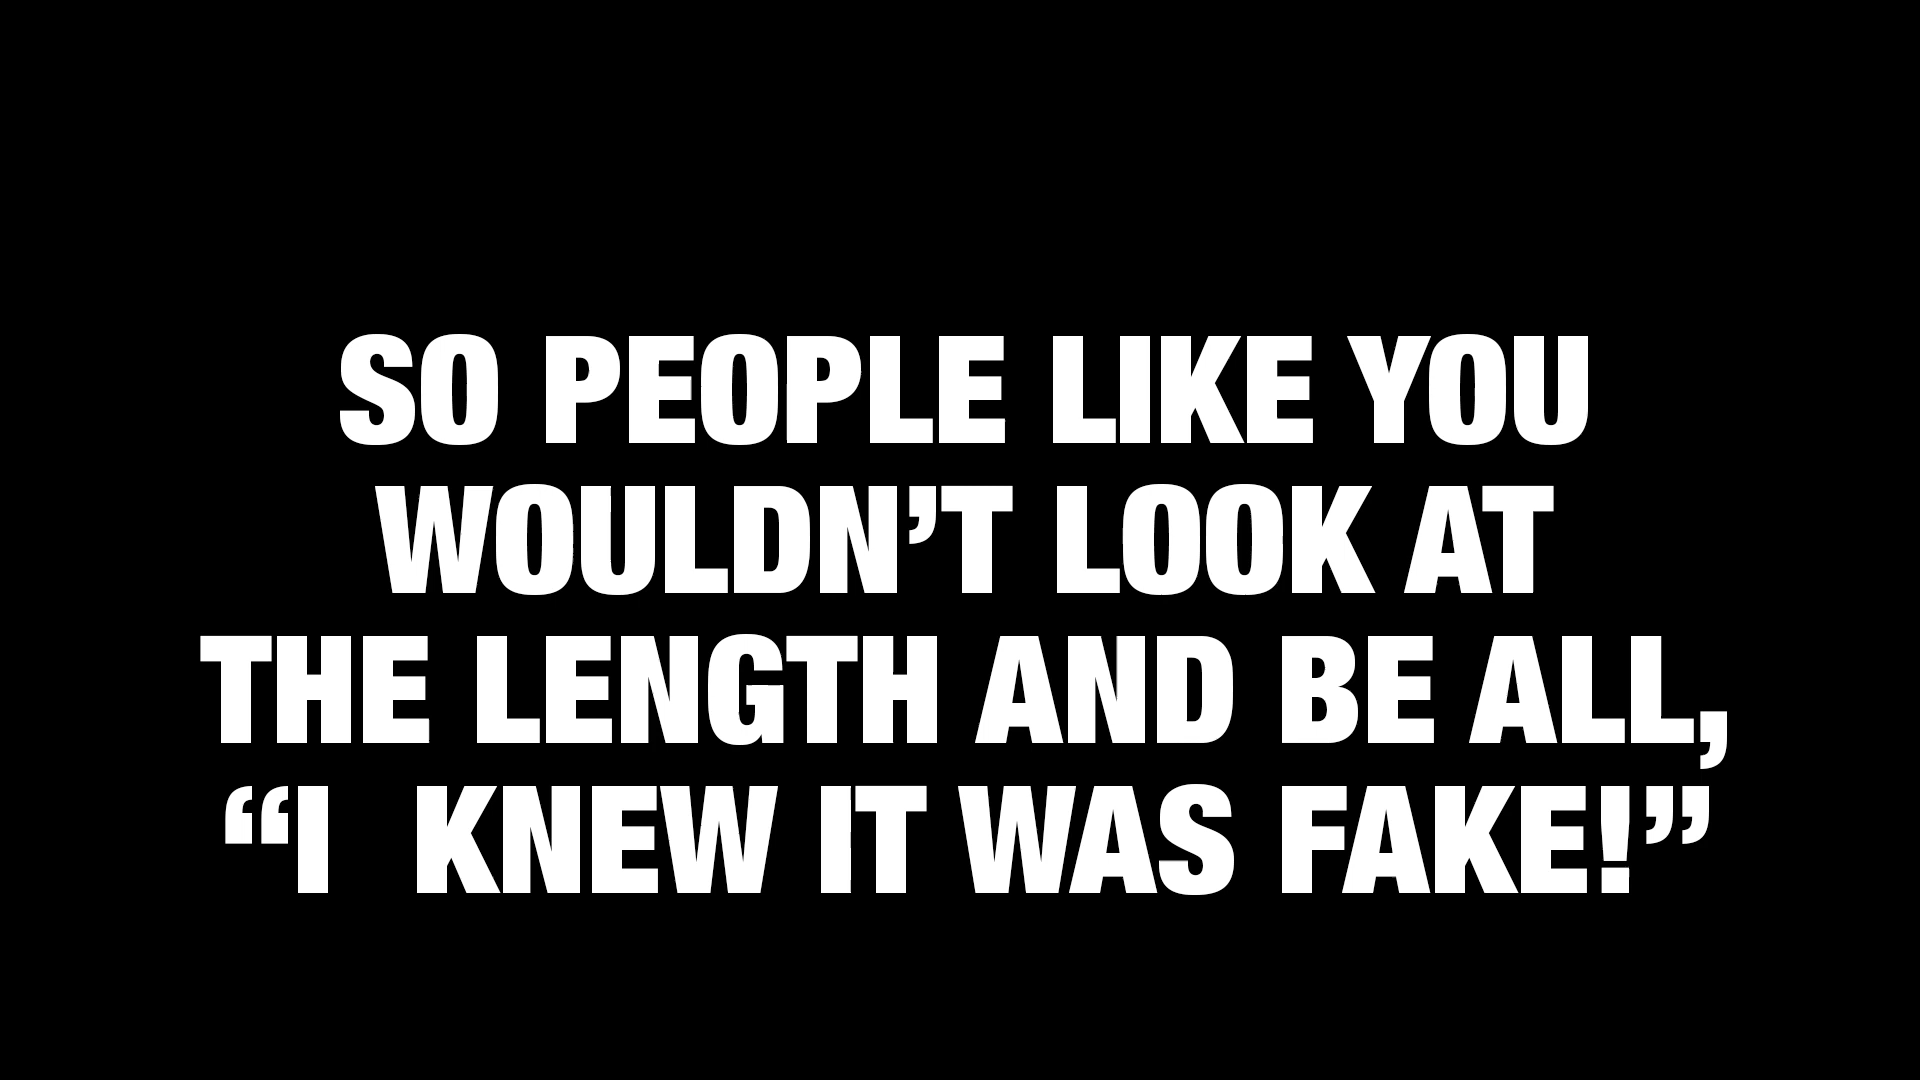 SO PEOPLE LIKE YOU
WOULDN’T LOOK AT
THE LENGTH AND BE ALL,
“I  KNEW IT WAS FAKE!”